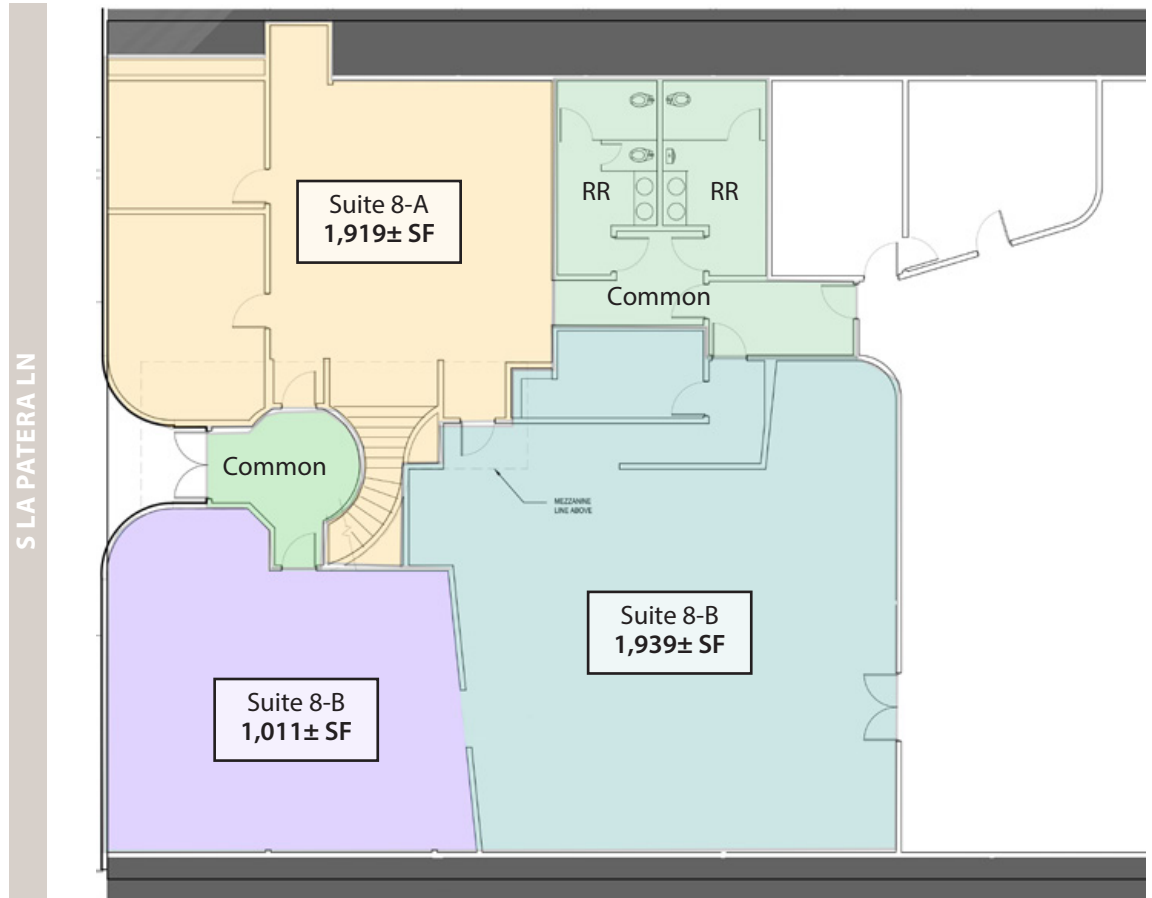 S LA PATERA LN
Suite 8-A
1,919± SF
RR
RR
Common
Common
MEZZANINE
LINE ABOVE
Suite 8-B
1,939± SF
Suite 8-B
1,011± SF